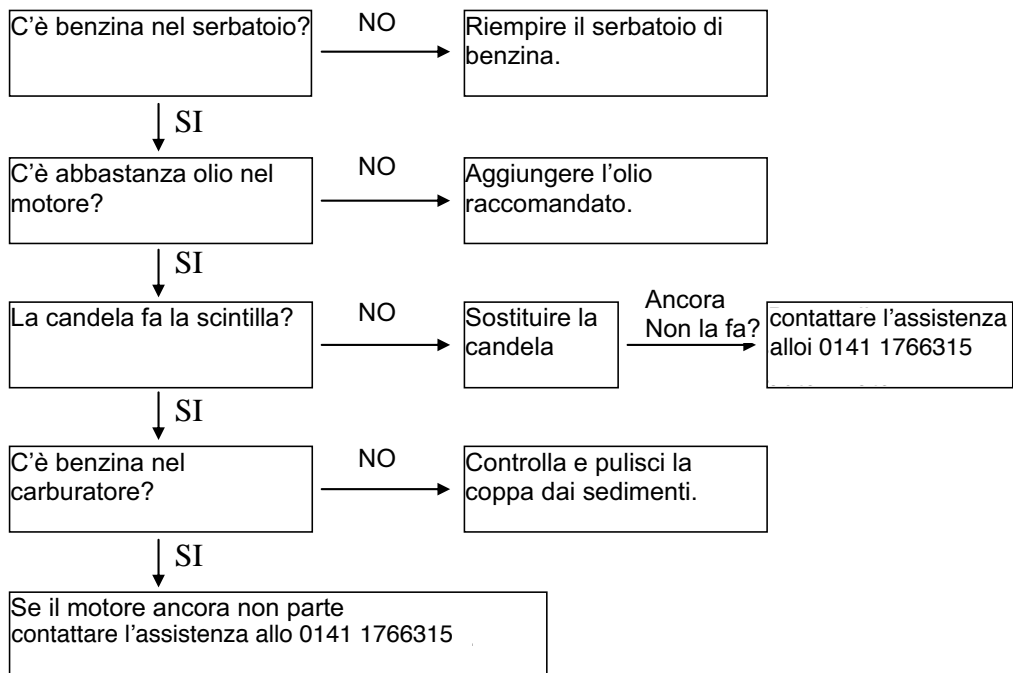 C'è benzina nel serbatoio?
NO
Riempire il serbatoio di
benzina.
SI
C'è abbastanza olio nel
motore?
NO
Aggiungere l'olio
raccomandato.
SI
La candela fa la scintilla?
NO
Sostituire la
candela
Ancora
Non la fa?
contattare l'assistenza
alloi 0141 1766315
SI
C'è benzina nel
carburatore?
NO
Controlla e pulisci la
coppa dai sedimenti.
SI
Se il motore ancora non parte
contattare l'assistenza allo 0141 1766315